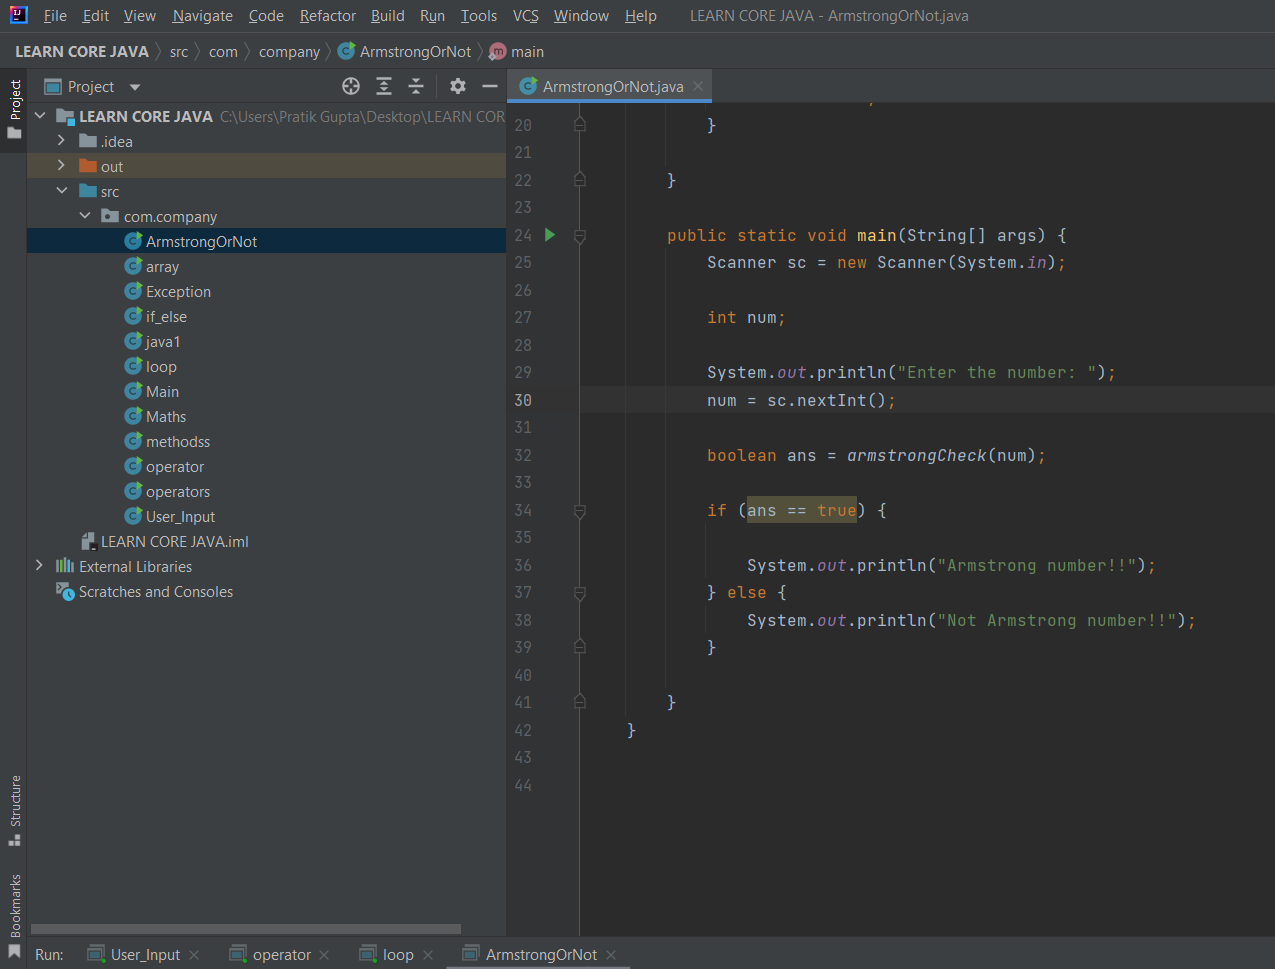 File Edit View Navigate Code Refactor Build Run Tools VCS Window Help LEARN CORE JAVA - ArmstrongOrNot.java
LEARN CORE JAVA src com company ArmstrongOrNot main
Project
Project
ArmstrongOrNot.java
LEARN CORE JAVA C:\Users\Pratik Gupta\Desktop\LEARN COR
.idea
out
src
com.company
ArmstrongOrNot
array
Exception
if_else
java1
loop
Main
Maths
methodss
operator
operators
User_Input
LEARN CORE JAVA.iml
External Libraries
Scratches and Consoles
20 }
21
22 }
23
24 public static void main(String[] args) {
25 Scanner sc = new Scanner(System.in);
26
27 int num;
28
29 System.out.println("Enter the number: ");
30 num = sc.nextInt();
31
32 boolean ans = armstrongCheck(num);
33
34 if (ans == true) {
35
36 System.out.println("Armstrong number!!");
37 } else {
38 System.out.println("Not Armstrong number!!");
39 }
40
41 }
42 }
43
44
Structure
Bookmarks
Run: User_Input operator loop ArmstrongOrNot